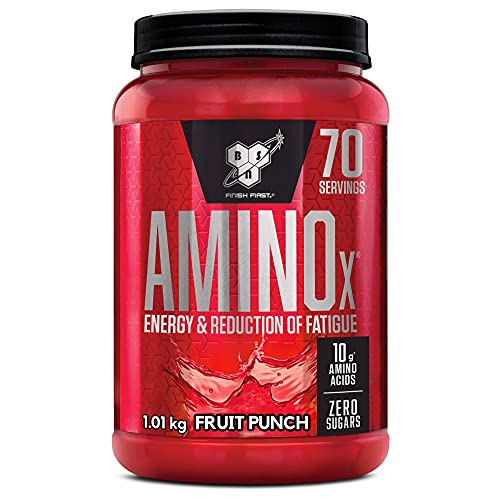 BSN
FINISH FIRST.®
70
SERVINGS
AMINOx®
ENERGY & REDUCTION OF FATIGUE
10g*
AMINO
ACIDS
ZERO
SUGARS
1.01 kg FRUIT PUNCH